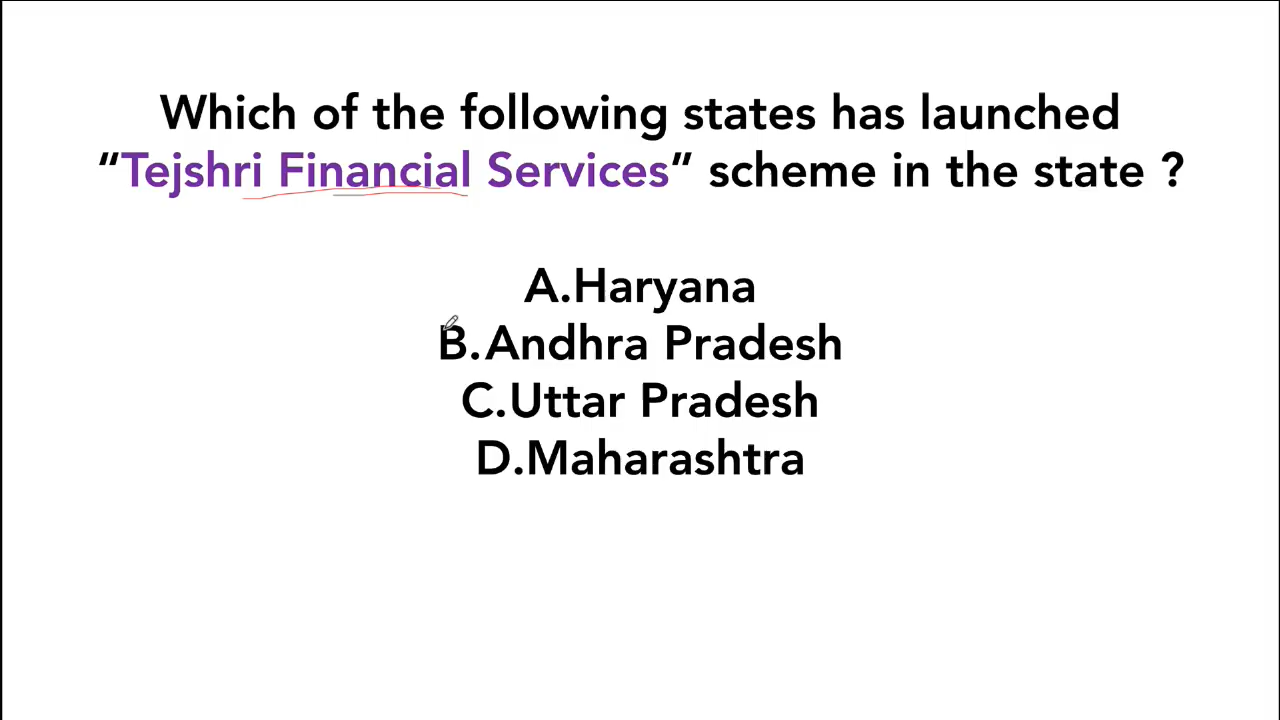 Which of the following states has launched
“Tejshri Financial Services” scheme in the state ?
A.Haryana
B.Andhra Pradesh
C.Uttar Pradesh
D.Maharashtra